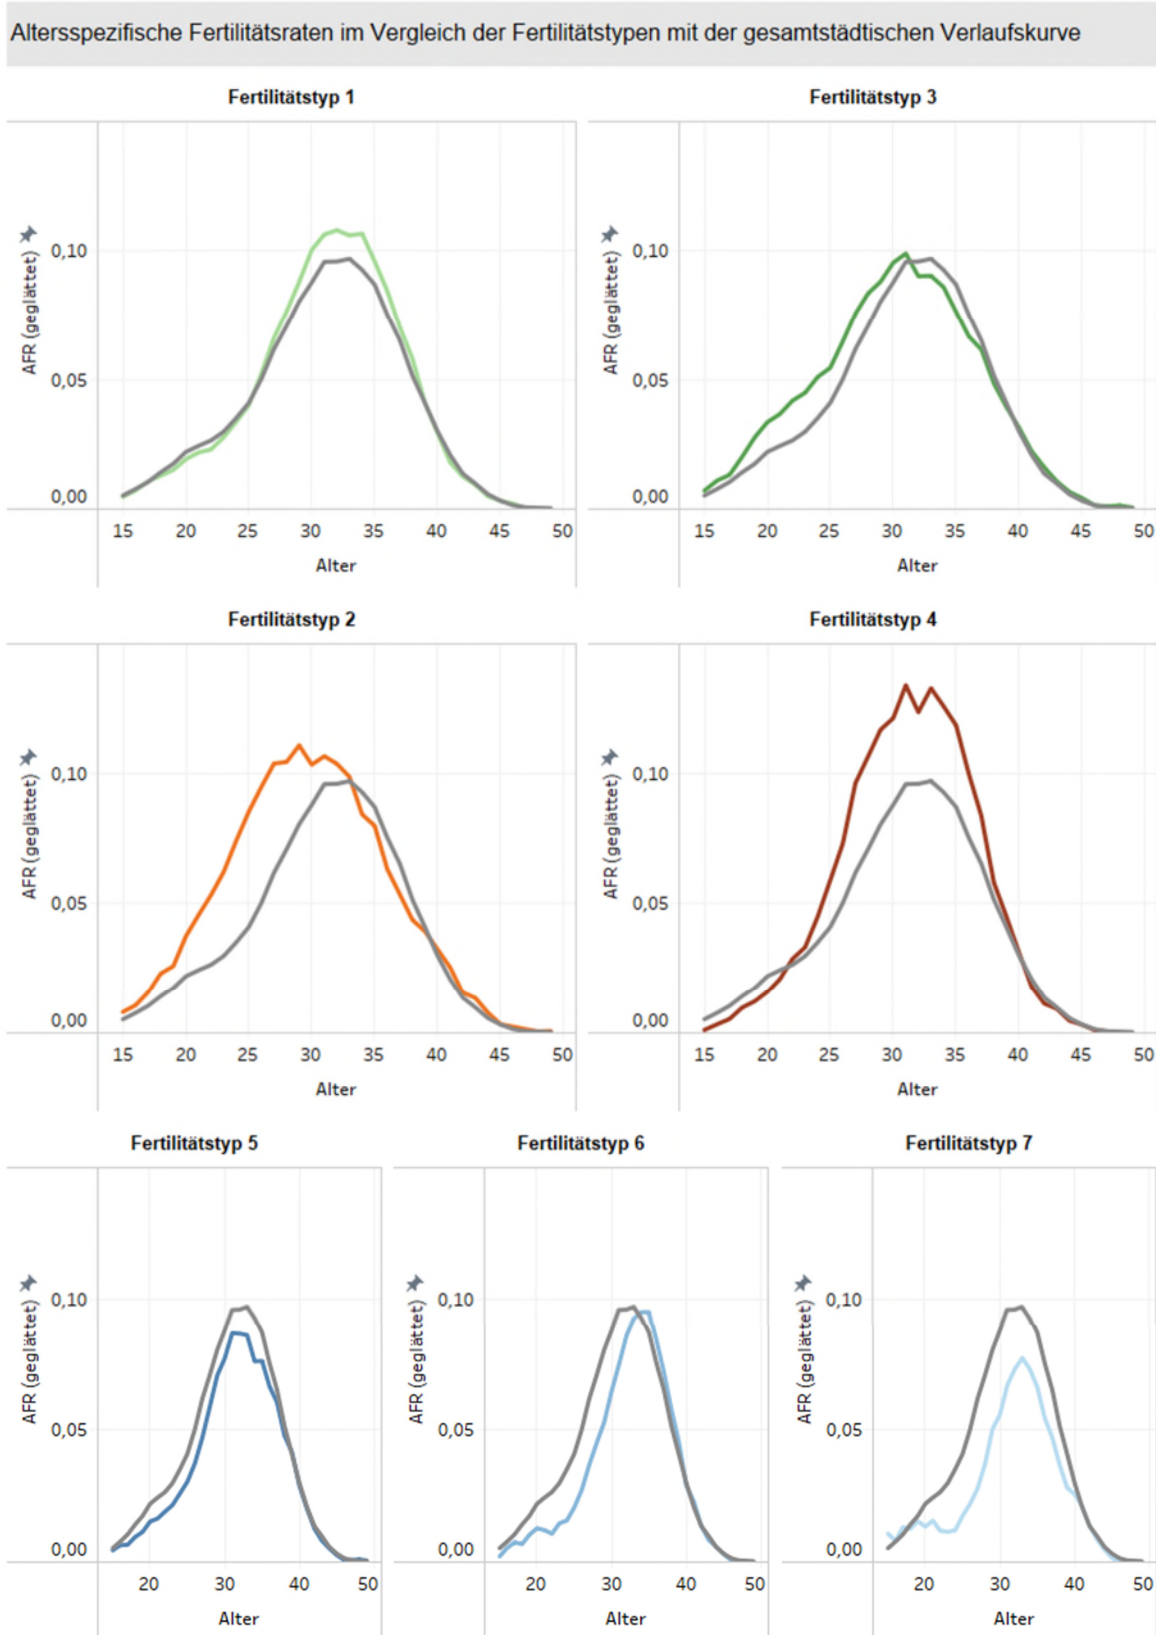 Altersspezifische Fertilitätsraten im Vergleich der Fertilitätstypen mit der gesamtstädtischen Verlaufskurve
Fertilitätstyp 1
AFR (geglättet)
0,10
0,05
0,00
15 20 25 30 35 40 45 50
Alter
Fertilitätstyp 3
AFR (geglättet)
0,10
0,05
0,00
15 20 25 30 35 40 45 50
Alter
Fertilitätstyp 2
AFR (geglättet)
0,10
0,05
0,00
15 20 25 30 35 40 45 50
Alter
Fertilitätstyp 4
AFR (geglättet)
0,10
0,05
0,00
15 20 25 30 35 40 45 50
Alter
Fertilitätstyp 5
AFR (geglättet)
0,10
0,05
0,00
20 30 40 50
Alter
Fertilitätstyp 6
AFR (geglättet)
0,10
0,05
0,00
20 30 40 50
Alter
Fertilitätstyp 7
AFR (geglättet)
0,10
0,05
0,00
20 30 40 50
Alter